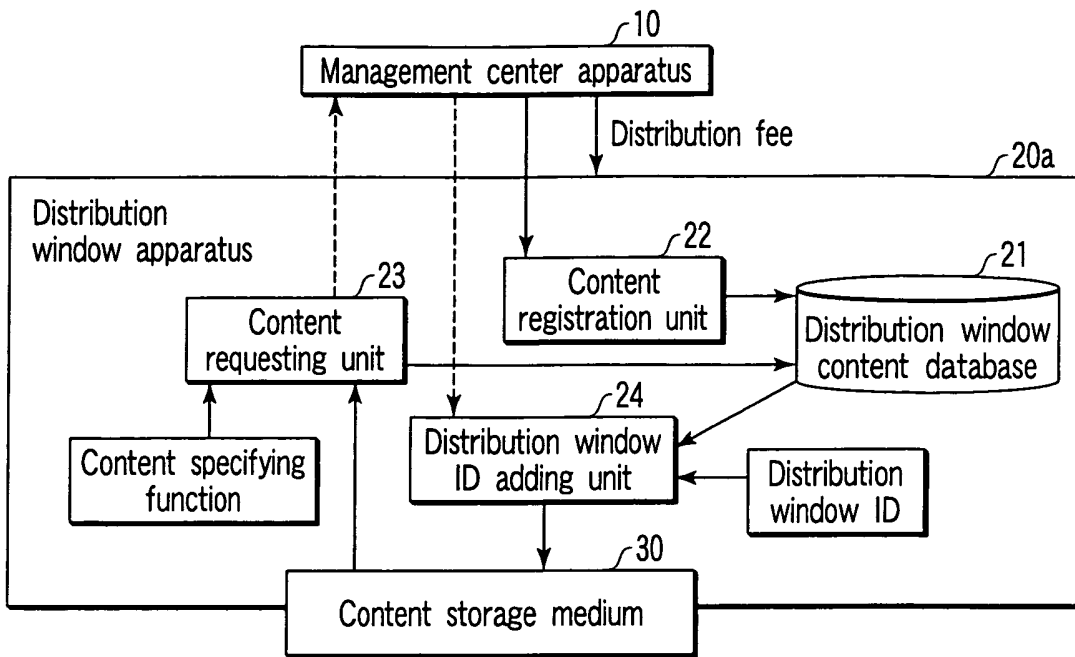 10
Management center apparatus
Distribution fee
20a
Distribution
window apparatus
22
Content
registration unit
21
Distribution window
content database
23
Content
requesting unit
24
Distribution window
ID adding unit
Content specifying
function
Distribution
window ID
30
Content storage medium